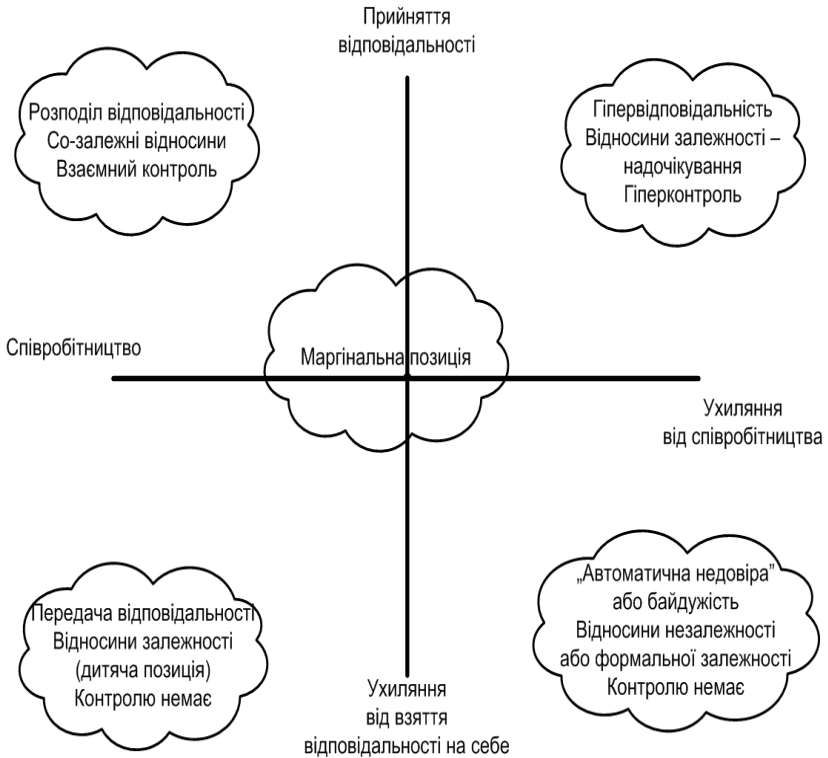 Прийняття
відповідальності
Розподіл відповідальності
Со-залежні відносини
Взаємний контроль
Гіпервідповідальність
Відносини залежності –
надочікування
Гіперконтроль
Співробітництво
Маргінальна позиція
Ухиляння
від співробітництва
Передача відповідальності
Відносини залежності
(дитяча позиція)
Контролю немає
„Автоматична недовіра”
або байдужість
Відносини незалежності
або формальної залежності
Контролю немає
Ухиляння
від взяття
відповідальності на себе